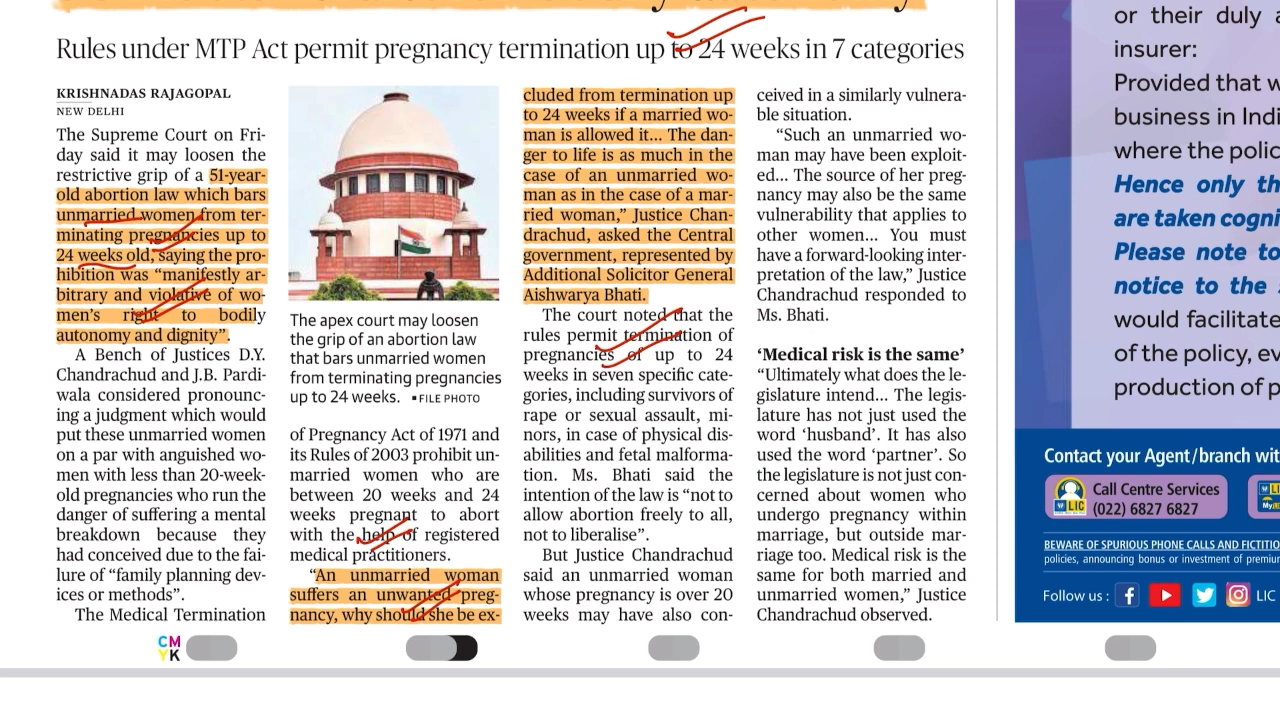 Rules under MTP Act permit pregnancy termination up to 24 weeks in 7 categories
KRISHNADAS RAJAGOPAL
NEW DELHI
The Supreme Court on Fri-
day said it may loosen the
restrictive grip of a 51-year-
old abortion law which bars
unmarried women from ter-
minating pregnancies up to
24 weeks old, saying the pro-
hibition was “manifestly ar-
bitrary and violative of wo-
men’s right to bodily
autonomy and dignity”.
A Bench of Justices D.Y.
Chandrachud and J.B. Pardi-
wala considered pronounc-
ing a judgment which would
put these unmarried women
on a par with anguished wo-
men with less than 20-week-
old pregnancies who run the
danger of suffering a mental
breakdown because they
had conceived due to the fai-
lure of “family planning dev-
ices or methods”.
The Medical Termination
The apex court may loosen
the grip of an abortion law
that bars unmarried women
from terminating pregnancies
up to 24 weeks. ▪FILE PHOTO
of Pregnancy Act of 1971 and
its Rules of 2003 prohibit un-
married women who are
between 20 weeks and 24
weeks pregnant to abort
with the help of registered
medical practitioners.
“An unmarried woman
suffers an unwanted preg-
nancy, why should she be ex-
cluded from termination up
to 24 weeks if a married wo-
man is allowed it... The dan-
ger to life is as much in the
case of an unmarried wo-
man as in the case of a mar-
ried woman,” Justice Chan-
drachud, asked the Central
government, represented by
Additional Solicitor General
Aishwarya Bhati.
The court noted that the
rules permit termination of
pregnancies of up to 24
weeks in seven specific cate-
gories, including survivors of
rape or sexual assault, mi-
nors, in case of physical dis-
abilities and fetal malforma-
tion. Ms. Bhati said the
intention of the law is “not to
allow abortion freely to all,
not to liberalise”.
But Justice Chandrachud
said an unmarried woman
whose pregnancy is over 20
weeks may have also con-
ceived in a similarly vulnera-
ble situation.
“Such an unmarried wo-
man may have been exploit-
ed... The source of her preg-
nancy may also be the same
vulnerability that applies to
other women... You must
have a forward-looking inter-
pretation of the law,” Justice
Chandrachud responded to
Ms. Bhati.
‘Medical risk is the same’
“Ultimately what does the le-
gislature intend... The legis-
lature has not just used the
word ‘husband’. It has also
used the word ‘partner’. So
the legislature is not just con-
cerned about women who
undergo pregnancy within
marriage, but outside mar-
riage too. Medical risk is the
same for both married and
unmarried women,” Justice
Chandrachud observed.
CM
YK
or their duly
insurer:
Provided that
business in Indi
where the polic
Hence only th
are taken cogni
Please note to
notice to the
would facilitate
of the policy, ev
production of p
Contact your Agent/branch wit
LIC
Call Centre Services
(022) 6827 6827
BEWARE OF SPURIOUS PHONE CALLS AND FICTITIO
policies, announcing bonus or investment of premiu
Follow us : LIC